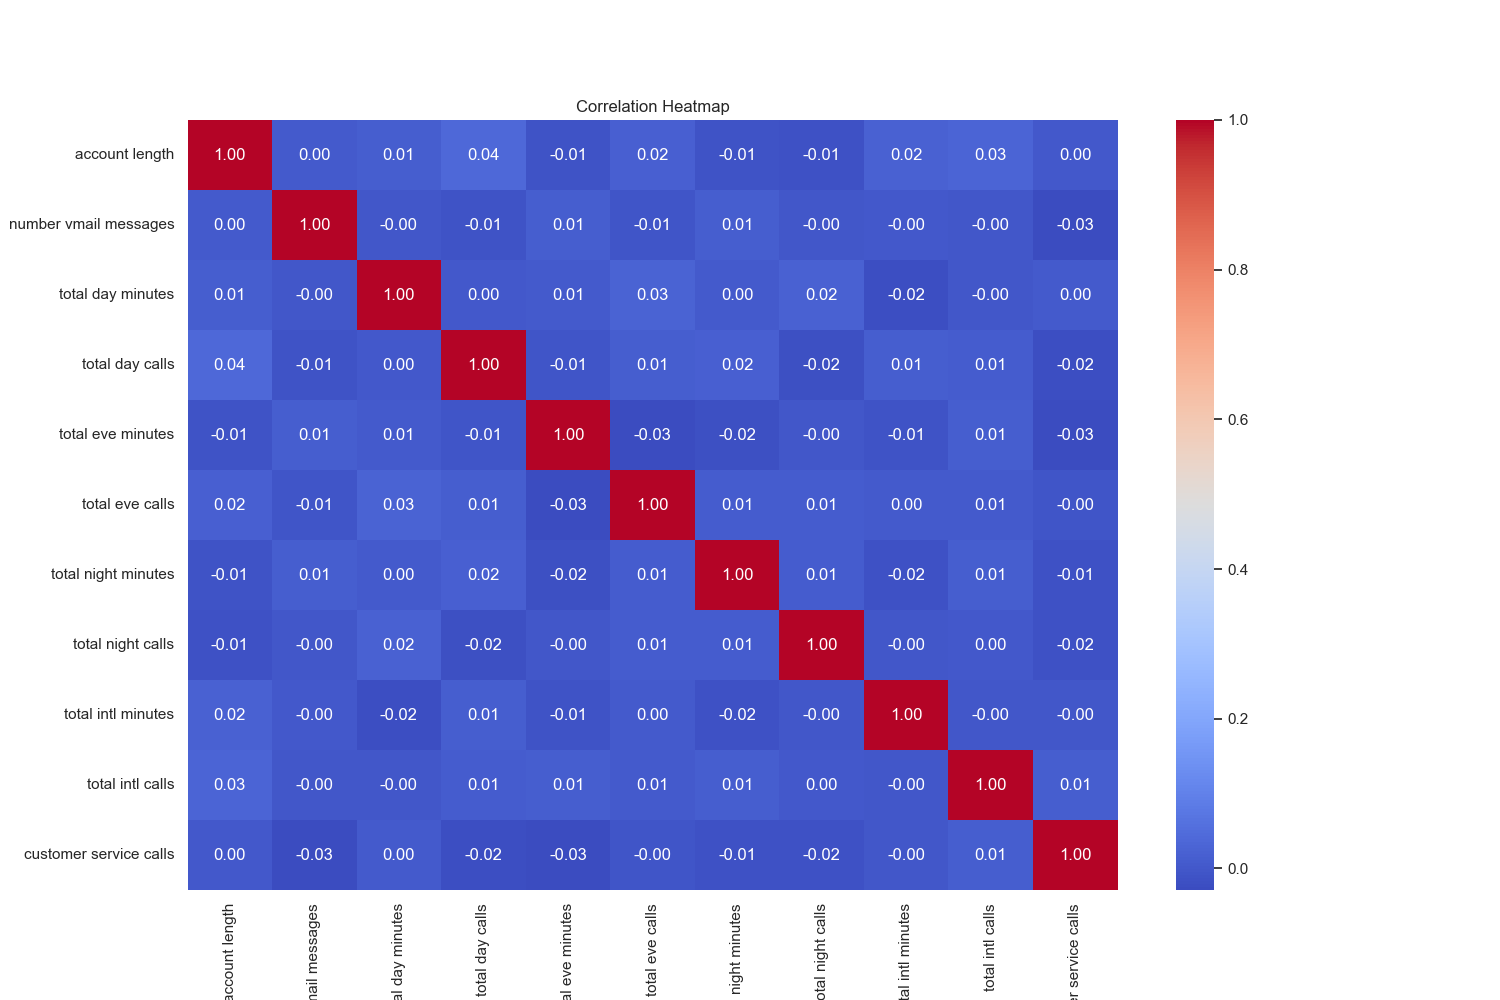 Correlation Heatmap
account length 1.00 0.00 0.01 0.04 -0.01 0.02 -0.01 -0.01 0.02 0.03 0.00
number vmail messages 0.00 1.00 -0.00 -0.01 0.01 -0.01 0.01 -0.00 -0.00 -0.00 -0.03
total day minutes 0.01 -0.00 1.00 0.00 0.01 0.03 0.00 0.02 -0.02 -0.00 0.00
total day calls 0.04 -0.01 0.00 1.00 -0.01 0.01 0.02 -0.02 0.01 0.01 -0.02
total eve minutes -0.01 0.01 0.01 -0.01 1.00 -0.03 -0.02 -0.00 -0.01 0.01 -0.03
total eve calls 0.02 -0.01 0.03 0.01 -0.03 1.00 0.01 0.01 0.00 0.01 -0.00
total night minutes -0.01 0.01 0.00 0.02 -0.02 0.01 1.00 0.01 -0.02 0.01 -0.01
total night calls -0.01 -0.00 0.02 -0.02 -0.00 0.01 0.01 1.00 -0.00 0.00 -0.02
total intl minutes 0.02 -0.00 -0.02 0.01 -0.01 0.00 -0.02 -0.00 1.00 -0.00 -0.00
total intl calls 0.03 -0.00 -0.00 0.01 0.01 0.01 0.01 0.00 -0.00 1.00 0.01
customer service calls 0.00 -0.03 0.00 -0.02 -0.03 -0.00 -0.01 -0.02 -0.00 0.01 1.00
account length
mail messages
al day minutes
total day calls
al eve minutes
total eve calls
night minutes
otal night calls
tal intl minutes
total intl calls
er service calls
1.0
0.8
0.6
0.4
0.2
0.0